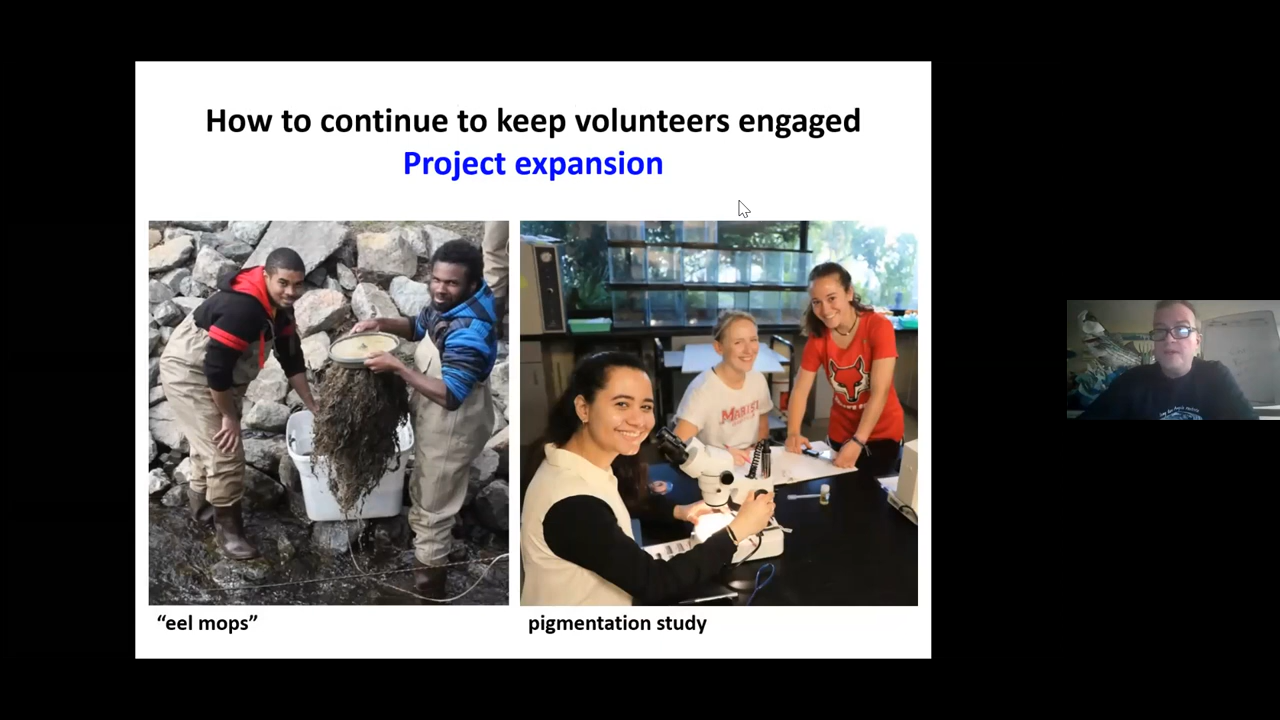 How to continue to keep volunteers engaged
Project expansion
MARIST
“eel mops”
pigmentation study